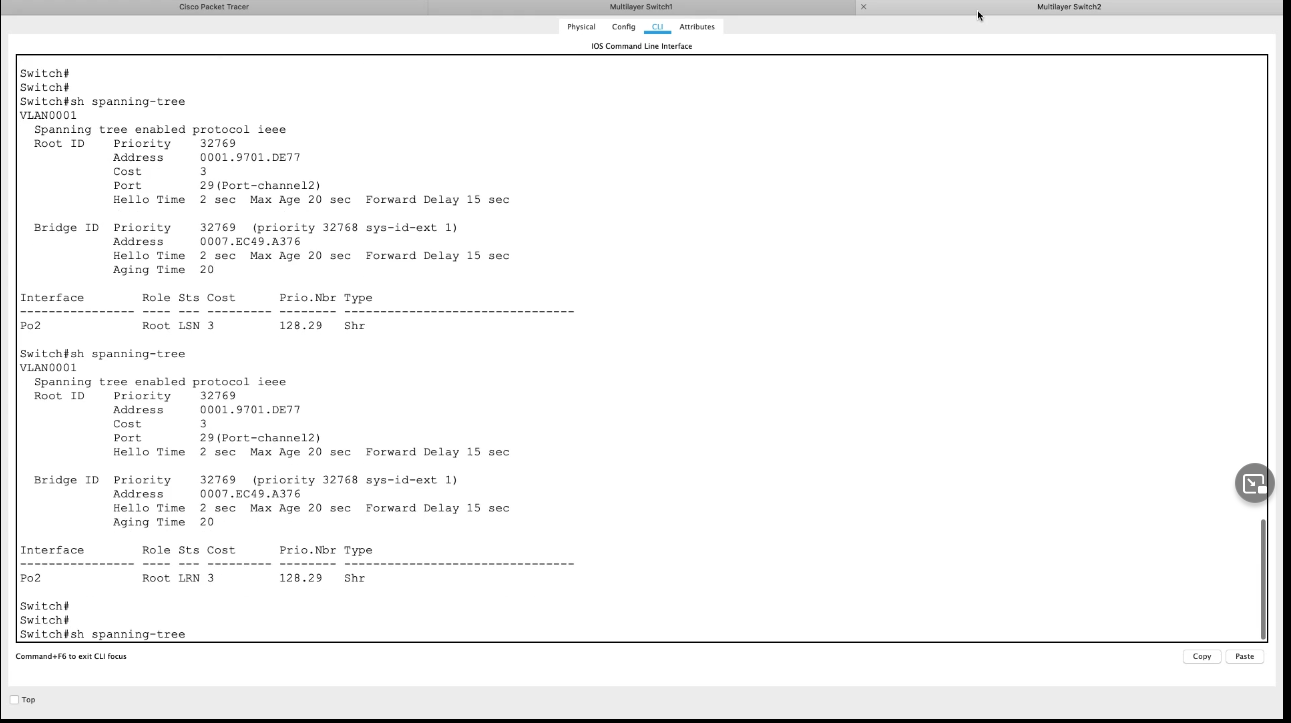 Cisco Packet Tracer
Multilayer Switch1
Multilayer Switch2
Physical Config CLI Attributes
IOS Command Line Interface
Switch#
Switch#
Switch#sh spanning-tree
VLAN0001
  Spanning tree enabled protocol ieee
  Root ID    Priority    32769
             Address     0001.9701.DE77
             Cost        3
             Port        29(Port-channel2)
             Hello Time  2 sec  Max Age 20 sec  Forward Delay 15 sec
  Bridge ID  Priority    32769  (priority 32768 sys-id-ext 1)
             Address     0007.EC49.A376
             Hello Time  2 sec  Max Age 20 sec  Forward Delay 15 sec
             Aging Time  20
Interface        Role Sts Cost      Prio.Nbr Type
---------------- ---- --- --------- -------- --------------------------------
Po2              Root LSN 3         128.29   Shr
Switch#sh spanning-tree
VLAN0001
  Spanning tree enabled protocol ieee
  Root ID    Priority    32769
             Address     0001.9701.DE77
             Cost        3
             Port        29(Port-channel2)
             Hello Time  2 sec  Max Age 20 sec  Forward Delay 15 sec
  Bridge ID  Priority    32769  (priority 32768 sys-id-ext 1)
             Address     0007.EC49.A376
             Hello Time  2 sec  Max Age 20 sec  Forward Delay 15 sec
             Aging Time  20
Interface        Role Sts Cost      Prio.Nbr Type
---------------- ---- --- --------- -------- --------------------------------
Po2              Root LRN 3         128.29   Shr
Switch#
Switch#
Switch#sh spanning-tree
Command+F6 to exit CLI focus
Copy Paste
Top